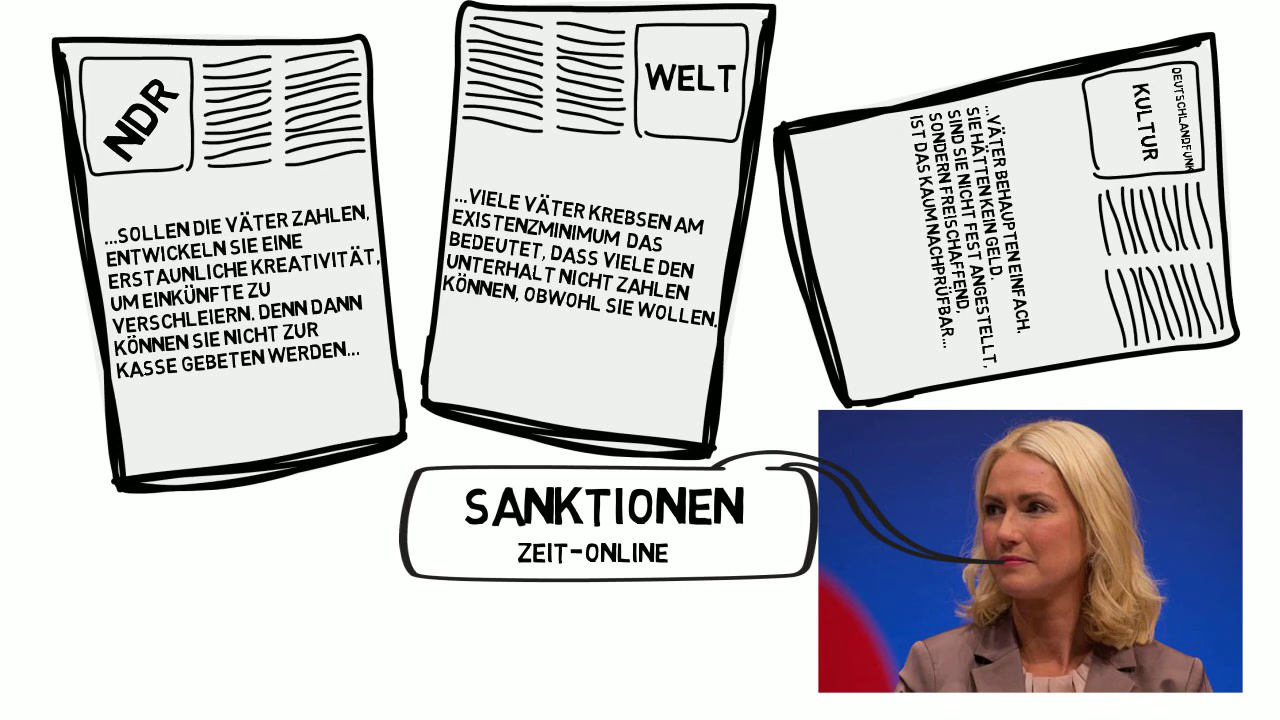 NDR
...SOLLEN DIE VÄTER ZAHLEN,
ENTWICKELN SIE EINE
ERSTAUNLICHE KREATIVITÄT,
UM EINKÜNFTE ZU
VERSCHLEIERN. DENN DANN
KÖNNEN SIE NICHT ZUR
KASSE GEBETEN WERDEN...
WELT
...VIELE VÄTER KREBSEN AM
EXISTENZMINIMUM DAS
BEDEUTET, DASS VIELE DEN
UNTERHALT NICHT ZAHLEN
KÖNNEN, OBWOHL SIE WOLLEN.
DEUTSCHLANDFUNK
KULTUR
...VÄTER BEHAUPTEN EINFACH.
SIE HÄTTEN KEIN GELD.
SIND SIE NICHT FEST ANGESTELLT,
SONDERN FREISCHAFFEND,
IST DAS KAUM NACHPRÜFBAR...
SANKTIONEN
ZEIT-ONLINE